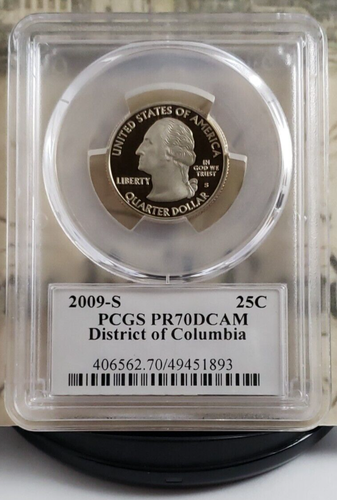 UNITED STATES OF AMERICA
LIBERTY
IN
GOD WE
TRUST
S
QUARTER DOLLAR
2009-S 25C
PCGS PR70DCAM
District of Columbia
406562.70/49451893